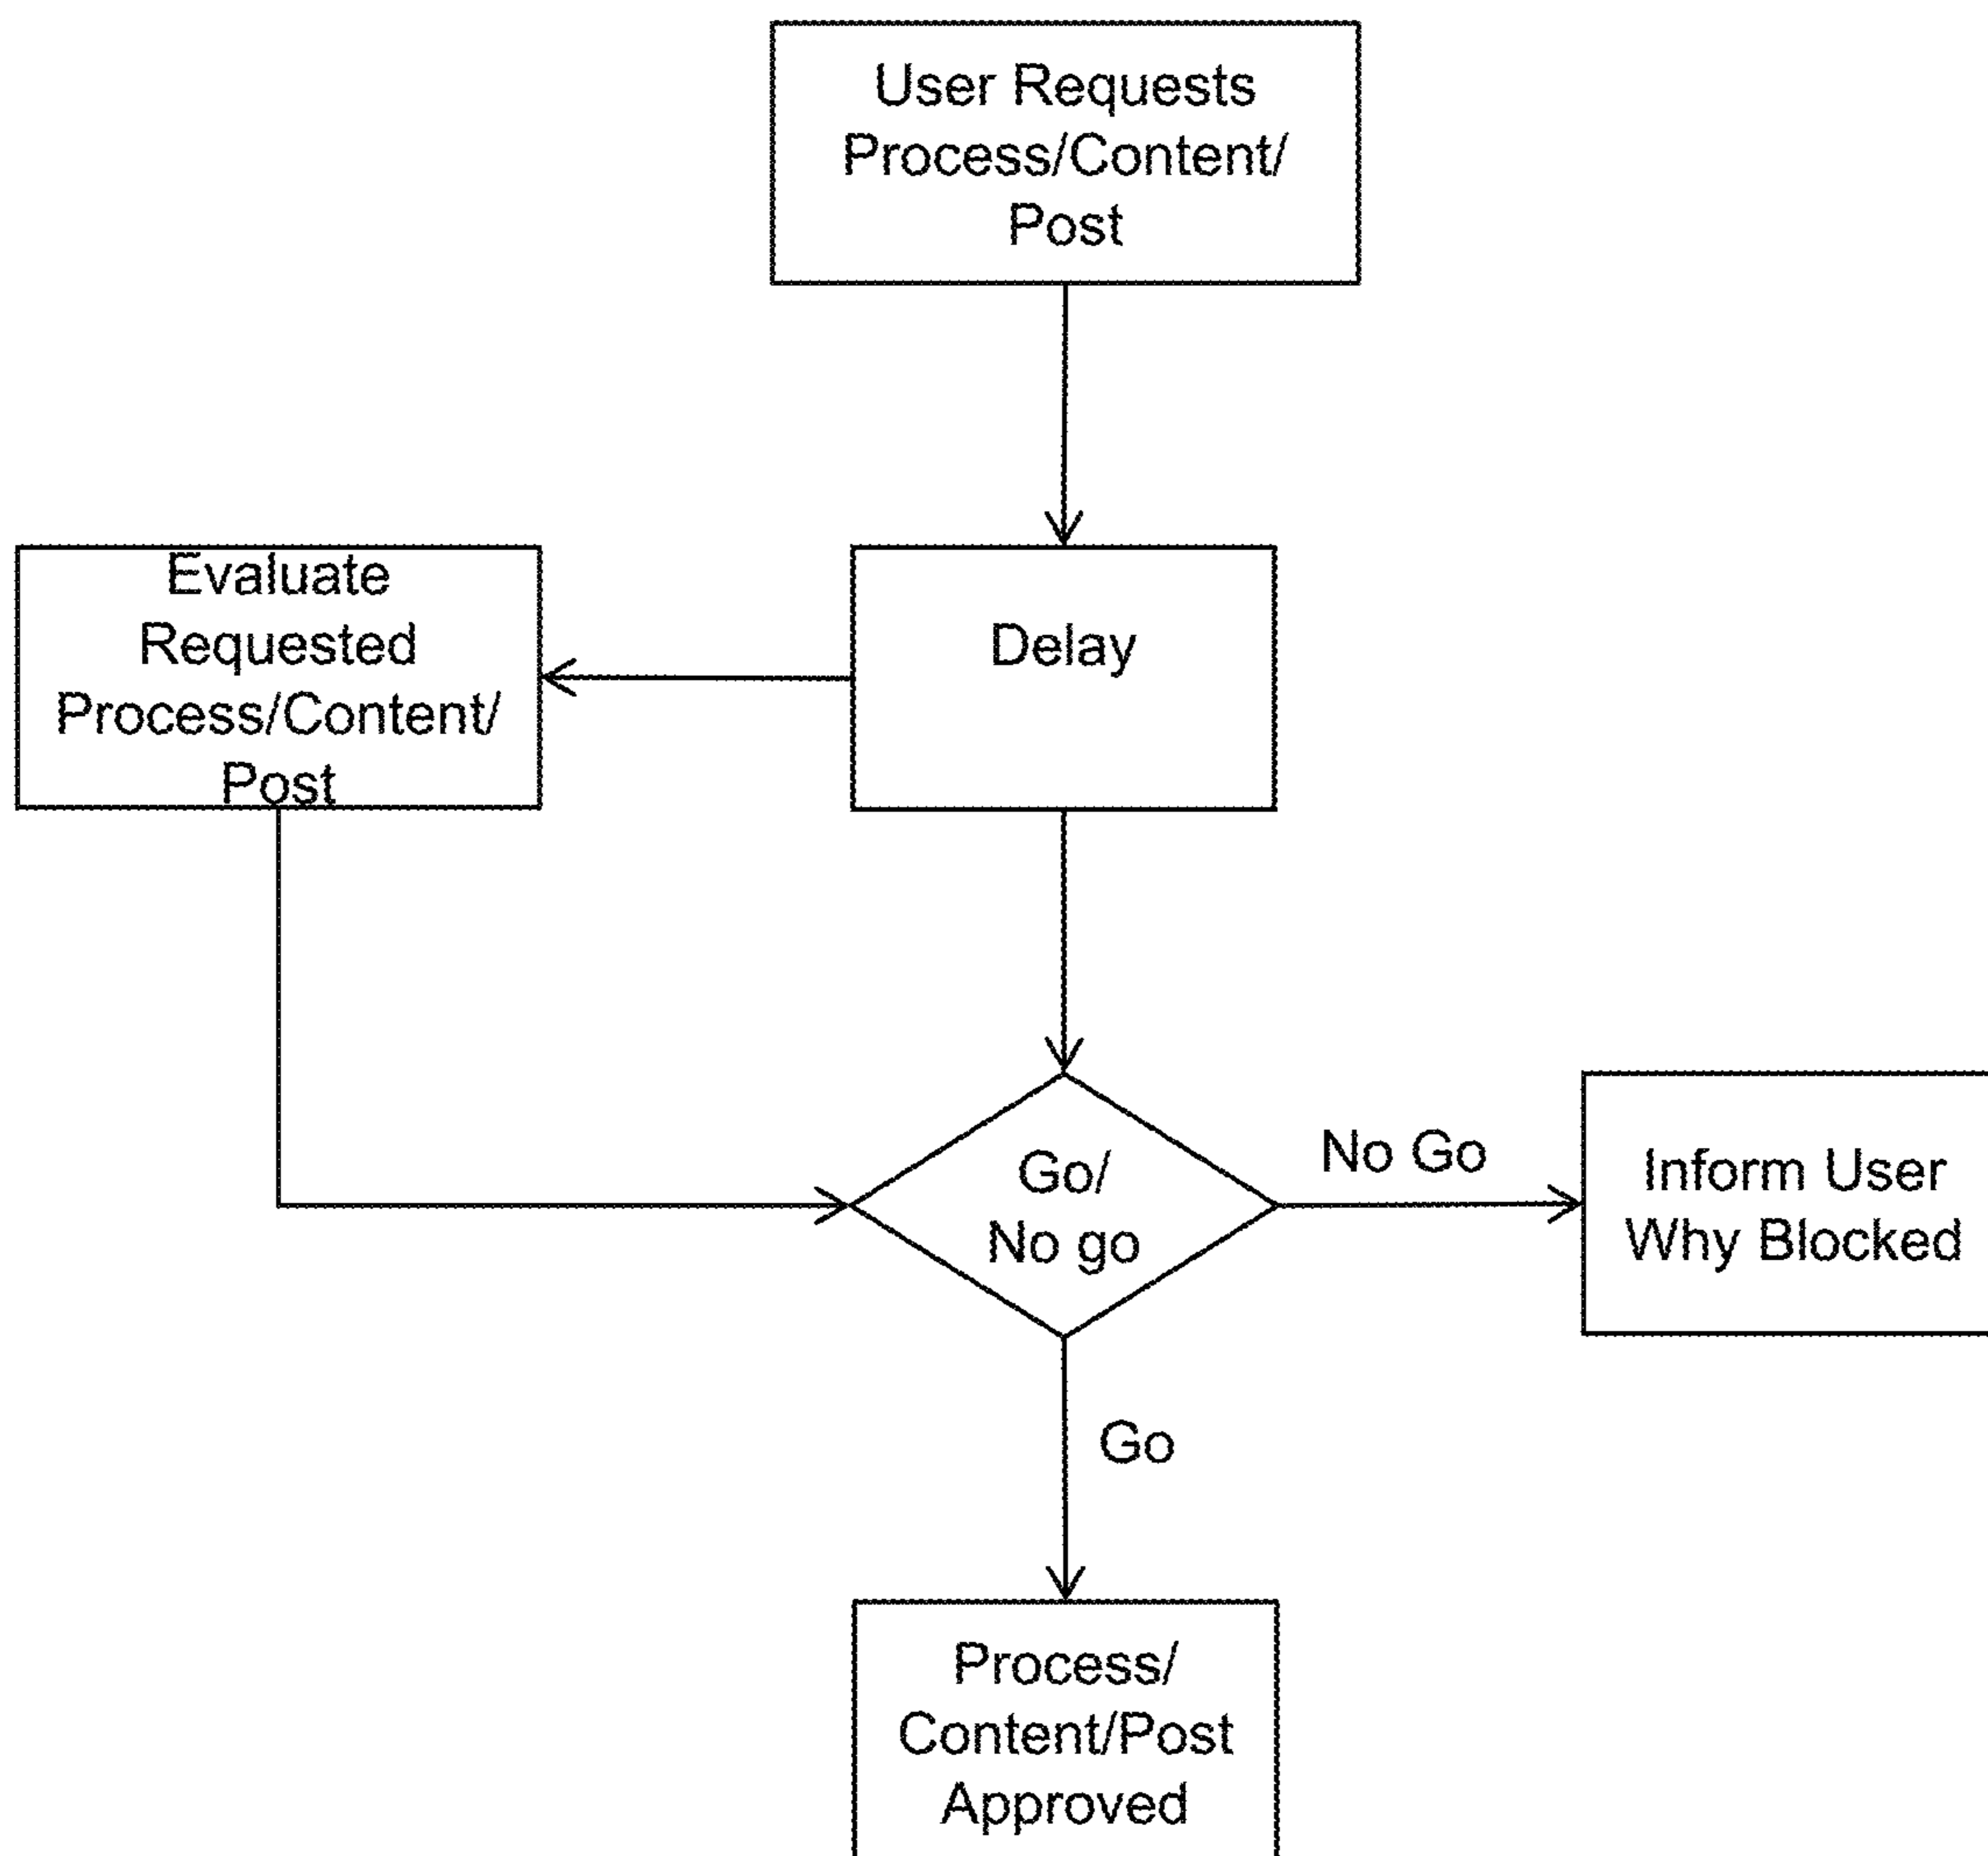 User Requests
Process/Content/
Post
Evaluate
Requested
Process/Content/
Post
Delay
Go/
No go
No Go
Inform User
Why Blocked
Go
Process/
Content/Post
Approved